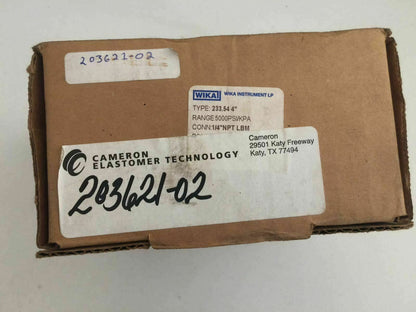 203621-02
WIKA WIKA INSTRUMENT LP
TYPE: 233.54 4"
RANGE 5000PSI/KPA
CONN: 1/4"NPT LBM
CAMERON
ELASTOMER TECHNOLOGY
Cameron
29501 Katy Freeway
Katy, TX 77494
203621-02